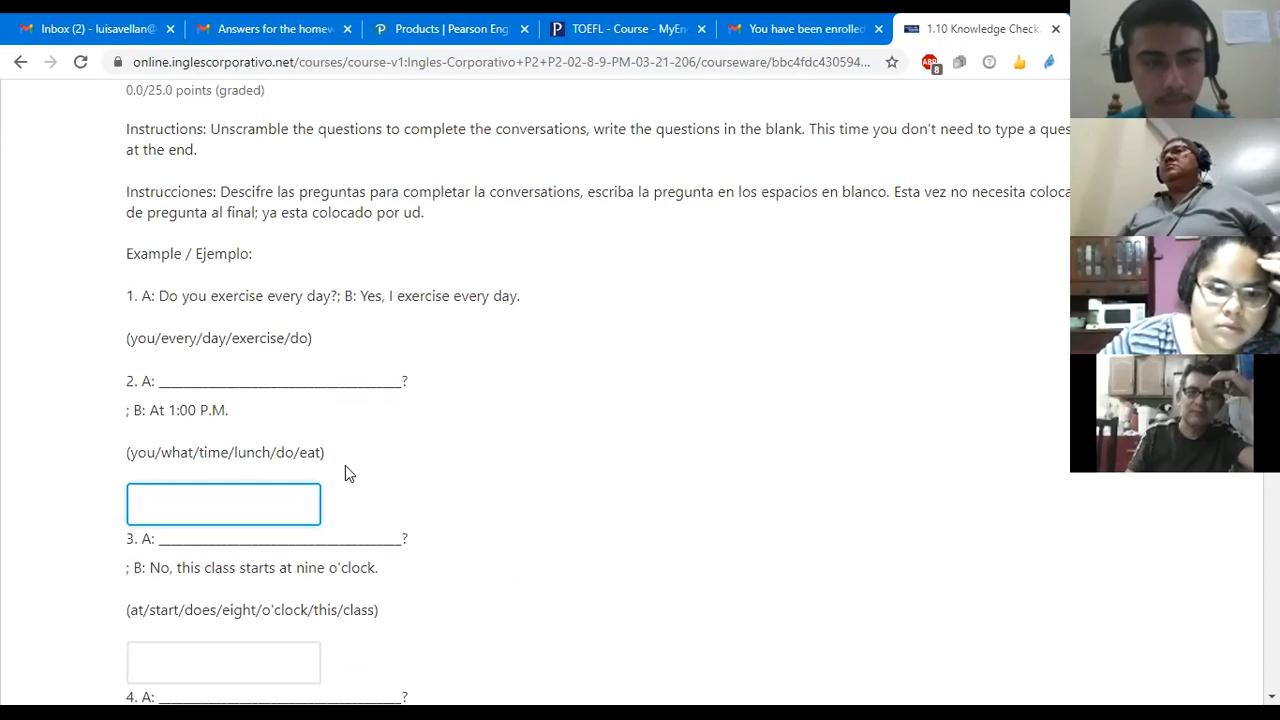 Inbox (2) - luisavellan@
Answers for the homew
Products | Pearson Eng
TOEFL - Course - MyEn
You have been enrolled
1.10 Knowledge Check.
online.inglescorporativo.net/courses/course-v1:Ingles-Corporativo+P2+P2-02-8-9-PM-03-21-206/courseware/bbc4fdc430594...
ABP
8
0.0/25.0 points (graded)
Instructions: Unscramble the questions to complete the conversations, write the questions in the blank. This time you don't need to type a ques
at the end.
Instrucciones: Descifre las preguntas para completar la conversations, escriba la pregunta en los espacios en blanco. Esta vez no necesita coloca
de pregunta al final; ya esta colocado por ud.
Example / Ejemplo:
1. A: Do you exercise every day?; B: Yes, I exercise every day.
(you/every/day/exercise/do)
2. A: ___________________________________?
; B: At 1:00 P.M.
(you/what/time/lunch/do/eat)
3. A: ___________________________________?
; B: No, this class starts at nine o'clock.
(at/start/does/eight/o'clock/this/class)
4. A: ___________________________________?